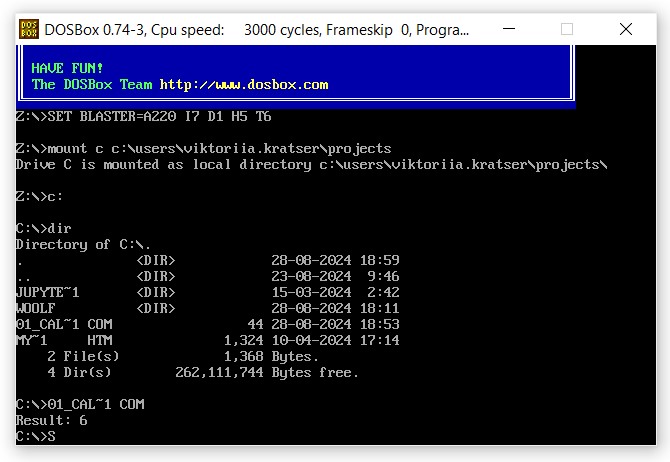 DOSBox 0.74-3, Cpu speed: 3000 cycles, Frameskip 0, Progra...
HAVE FUN!
The DOSBox Team http://www.dosbox.com
Z:\>SET BLASTER=A220 I7 D1 H5 T6
Z:\>mount c c:\users\viktoriia.kratser\projects
Drive C is mounted as local directory c:\users\viktoriia.kratser\projects\
Z:\>c:
C:\>dir
Directory of C:\.
. <DIR> 28-08-2024 18:59
.. <DIR> 23-08-2024 9:46
JUPYTE~1 <DIR> 15-03-2024 2:42
WOOLF <DIR> 28-08-2024 18:11
01_CAL~1 COM 44 28-08-2024 18:53
MY~1 HTM 1,324 10-04-2024 17:14
2 File(s) 1,368 Bytes.
4 Dir(s) 262,111,744 Bytes free.
C:\>01_CAL~1 COM
Result: 6
C:\>S